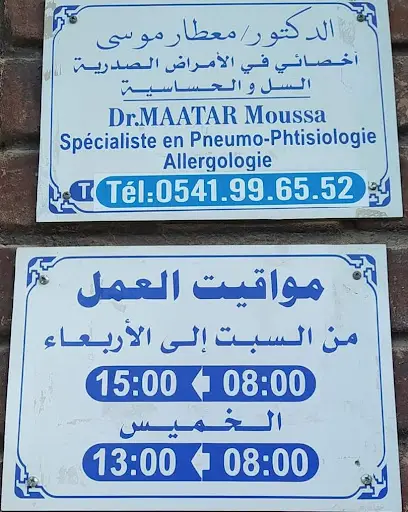 الدكتور/معطار موسى
أخصائي في الأمراض الصدرية
السل و الحساسية
Dr.MAATAR Moussa
Spécialiste en Pneumo-Phtisiologie
Allergologie
Tél:0541.99.65.52
مواقيت العمل
من السبت إلى الأربعاء
08:00 ⬅ 15:00
الخميس
08:00 ⬅ 13:00